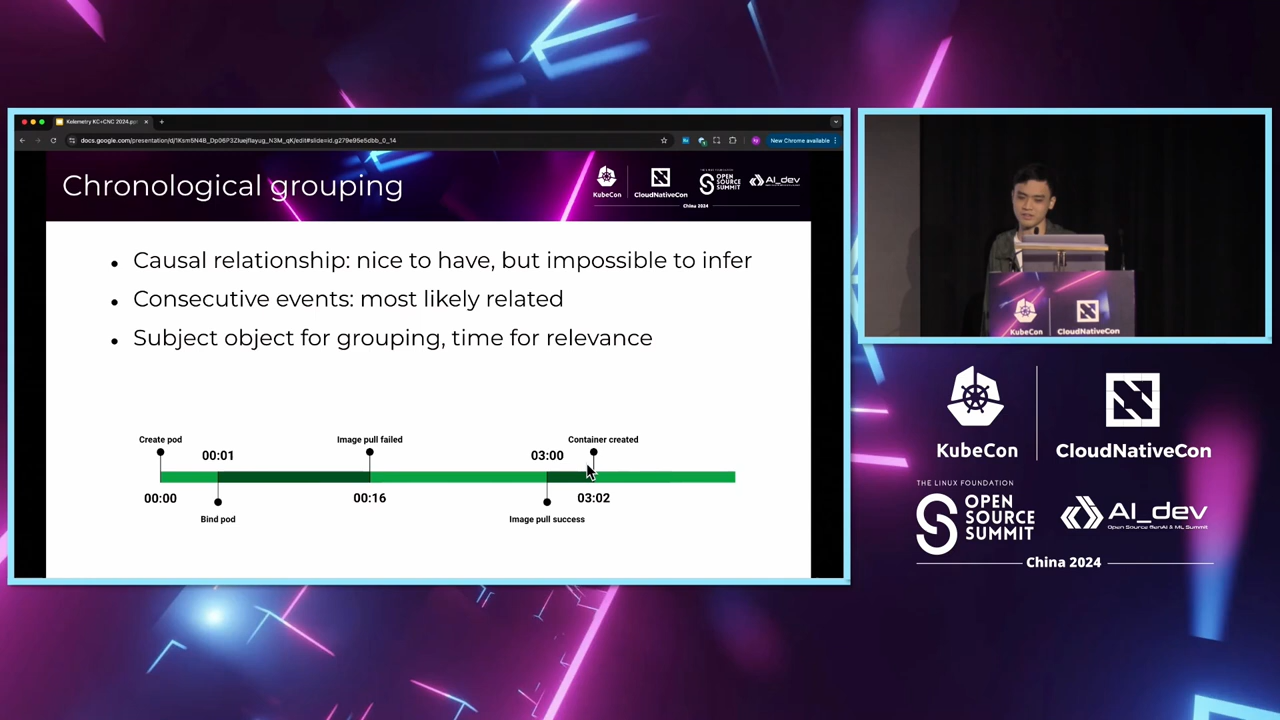 Kelemetry KC+CNC 2024.p
New Chrome available
Chronological grouping
KubeCon
CloudNativeCon
OPEN
SOURCE
SUMMIT
AI_dev
China 2024
• Causal relationship: nice to have, but impossible to infer
• Consecutive events: most likely related
• Subject object for grouping, time for relevance
Create pod
Image pull failed
Container created
00:01
03:00
00:00
00:16
03:02
Bind pod
Image pull success
KubeCon
CloudNativeCon
KubeCon
CloudNativeCon
THE LINUX FOUNDATION
OPEN
SOURCE
SUMMIT
AI_dev
Open Source GenAI & ML Summit
China 2024